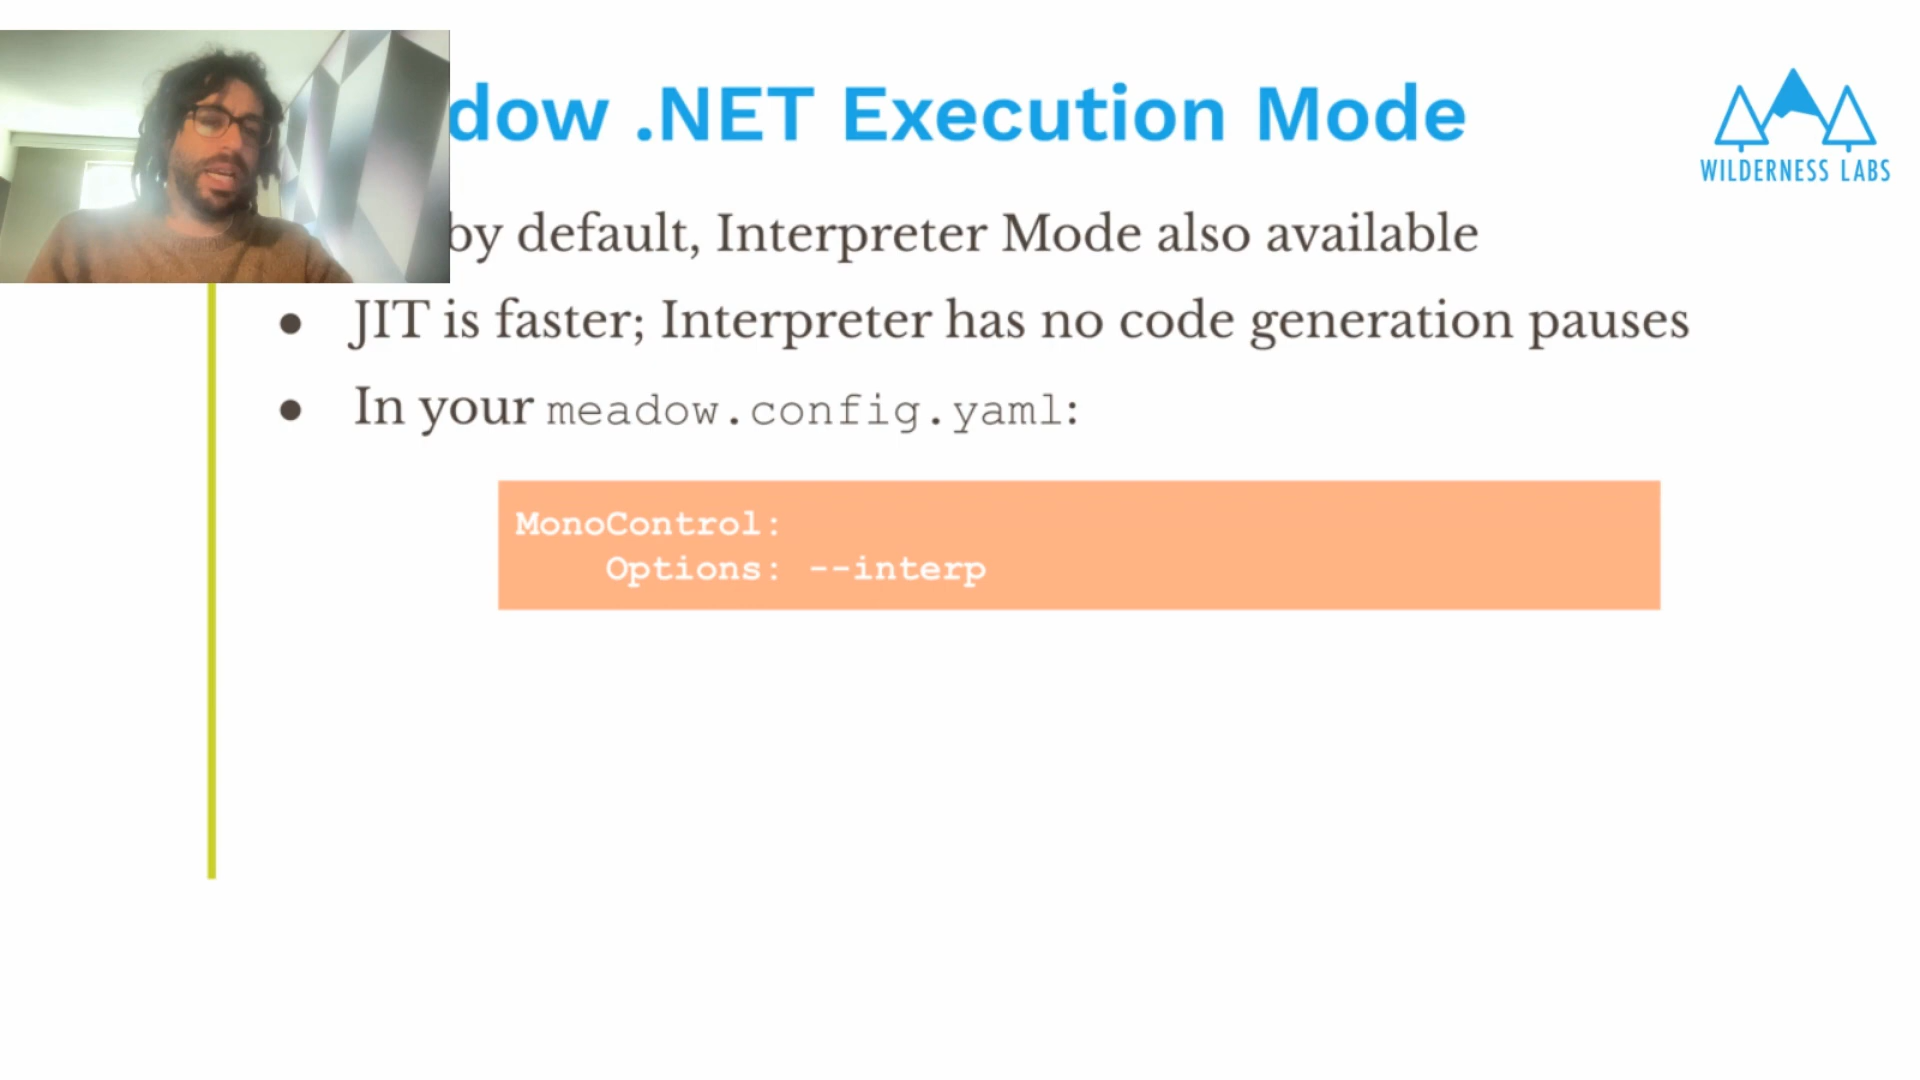 dow .NET Execution Mode
WILDERNESS LABS
by default, Interpreter Mode also available
● JIT is faster; Interpreter has no code generation pauses
● In your meadow.config.yaml:
MonoControl:
Options: --interp